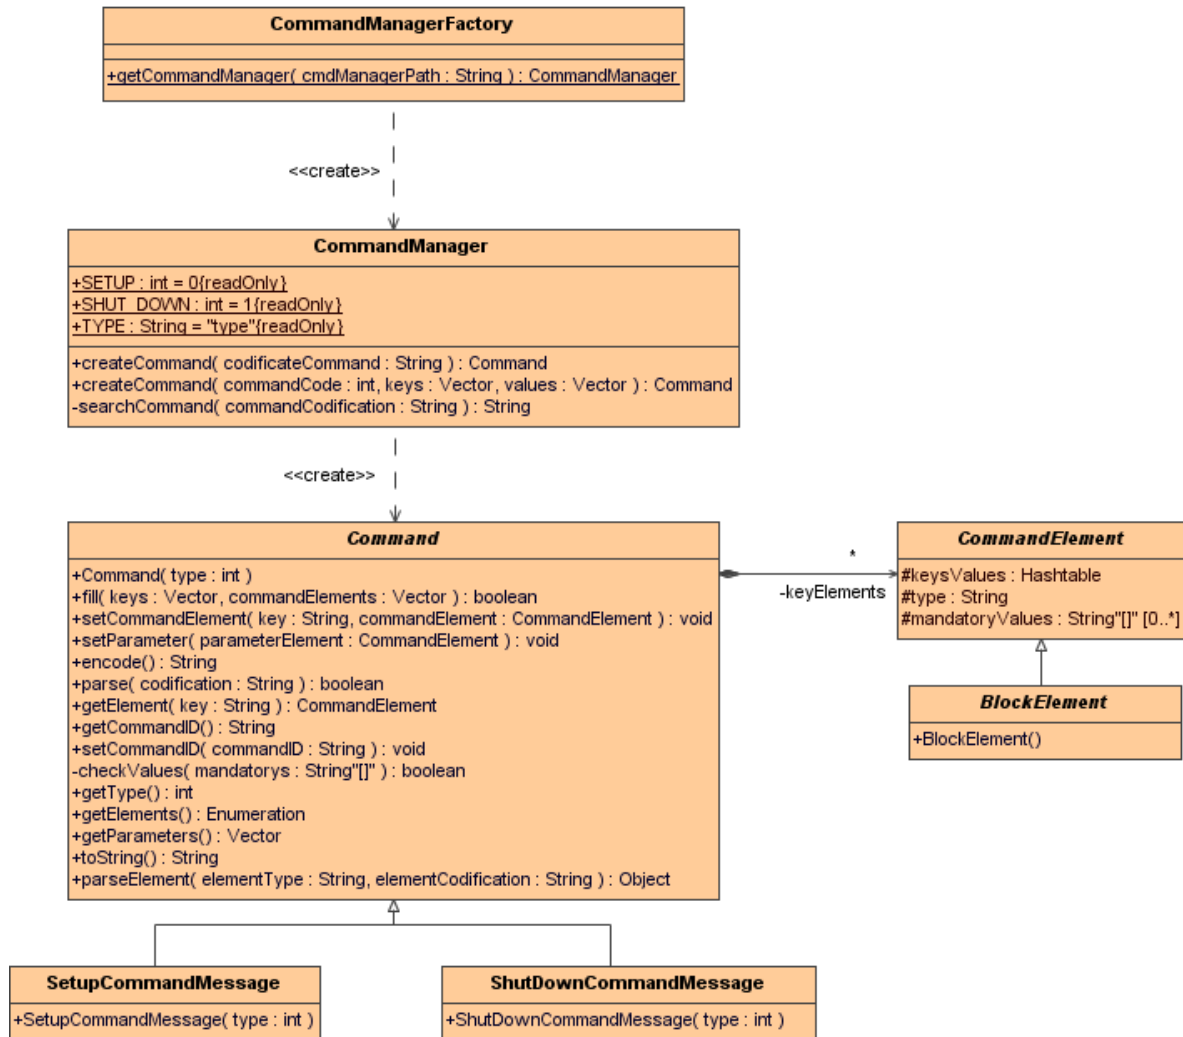 CommandManagerFactory
+getCommandManager( cmdManagerPath : String ) : CommandManager
<<create>>
CommandManager
+SETUP : int = 0{readOnly}
+SHUT_DOWN : int = 1{readOnly}
+TYPE : String = "type"{readOnly}
+createCommand( codificateCommand : String ) : Command
+createCommand( commandCode : int, keys : Vector, values : Vector ) : Command
-searchCommand( commandCodification : String ) : String
<<create>>
Command
+Command( type : int )
+fill( keys : Vector, commandElements : Vector ) : boolean
+setCommandElement( key : String, commandElement : CommandElement ) : void
+setParameter( parameterElement : CommandElement ) : void
+encode() : String
+parse( codification : String ) : boolean
+getElement( key : String ) : CommandElement
+getCommandID() : String
+setCommandID( commandID : String ) : void
-checkValues( mandatorys : String"[]" ) : boolean
+getType() : int
+getElements() : Enumeration
+getParameters() : Vector
+toString() : String
+parseElement( elementType : String, elementCodification : String ) : Object
*
-keyElements
CommandElement
#keysValues : Hashtable
#type : String
#mandatoryValues : String"[]" [0..*]
BlockElement
+BlockElement()
SetupCommandMessage
+SetupCommandMessage( type : int )
ShutDownCommandMessage
+ShutDownCommandMessage( type : int )